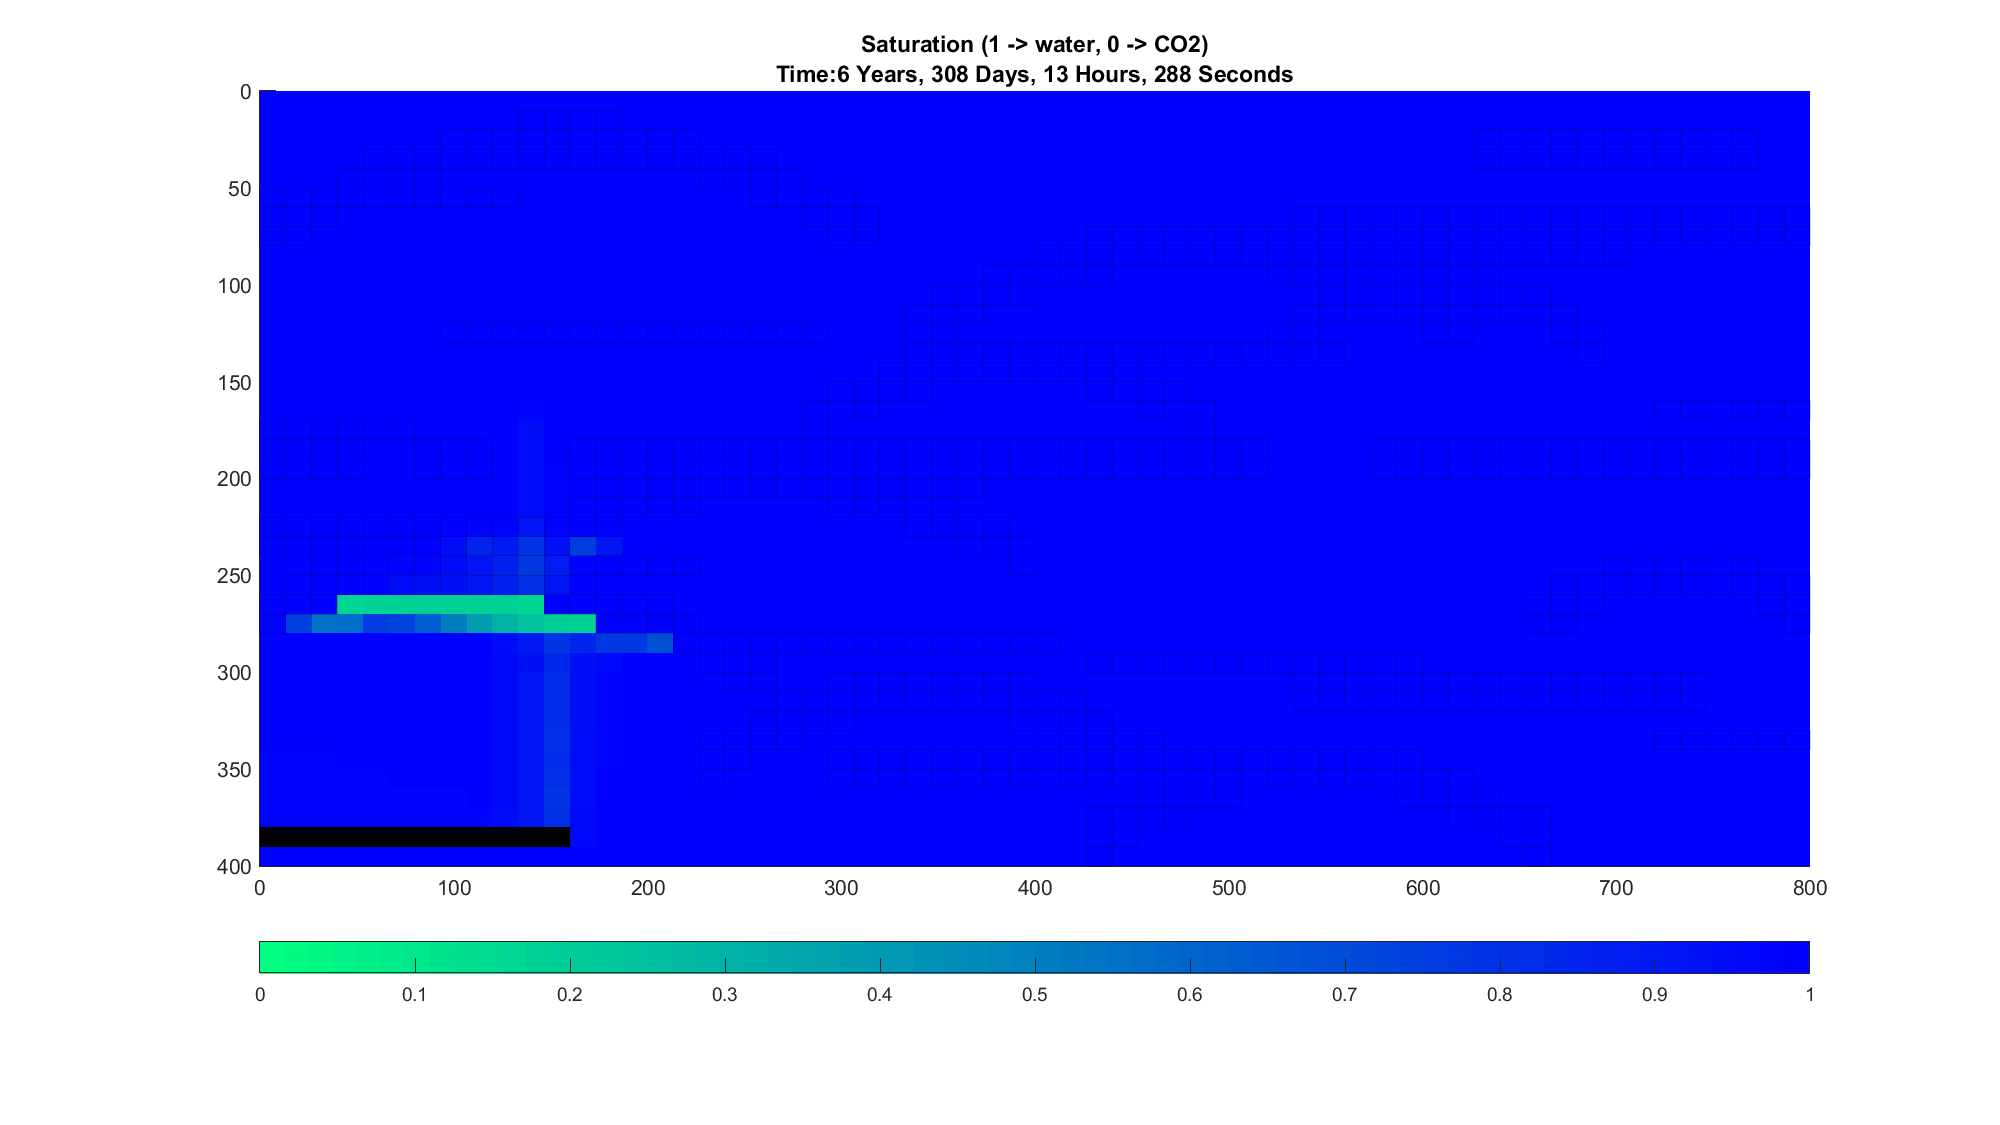 Saturation (1 -> water, 0 -> CO2)
Time:6 Years, 308 Days, 13 Hours, 288 Seconds
0
50
100
150
200
250
300
350
400
0 100 200 300 400 500 600 700 800
0 0.1 0.2 0.3 0.4 0.5 0.6 0.7 0.8 0.9 1